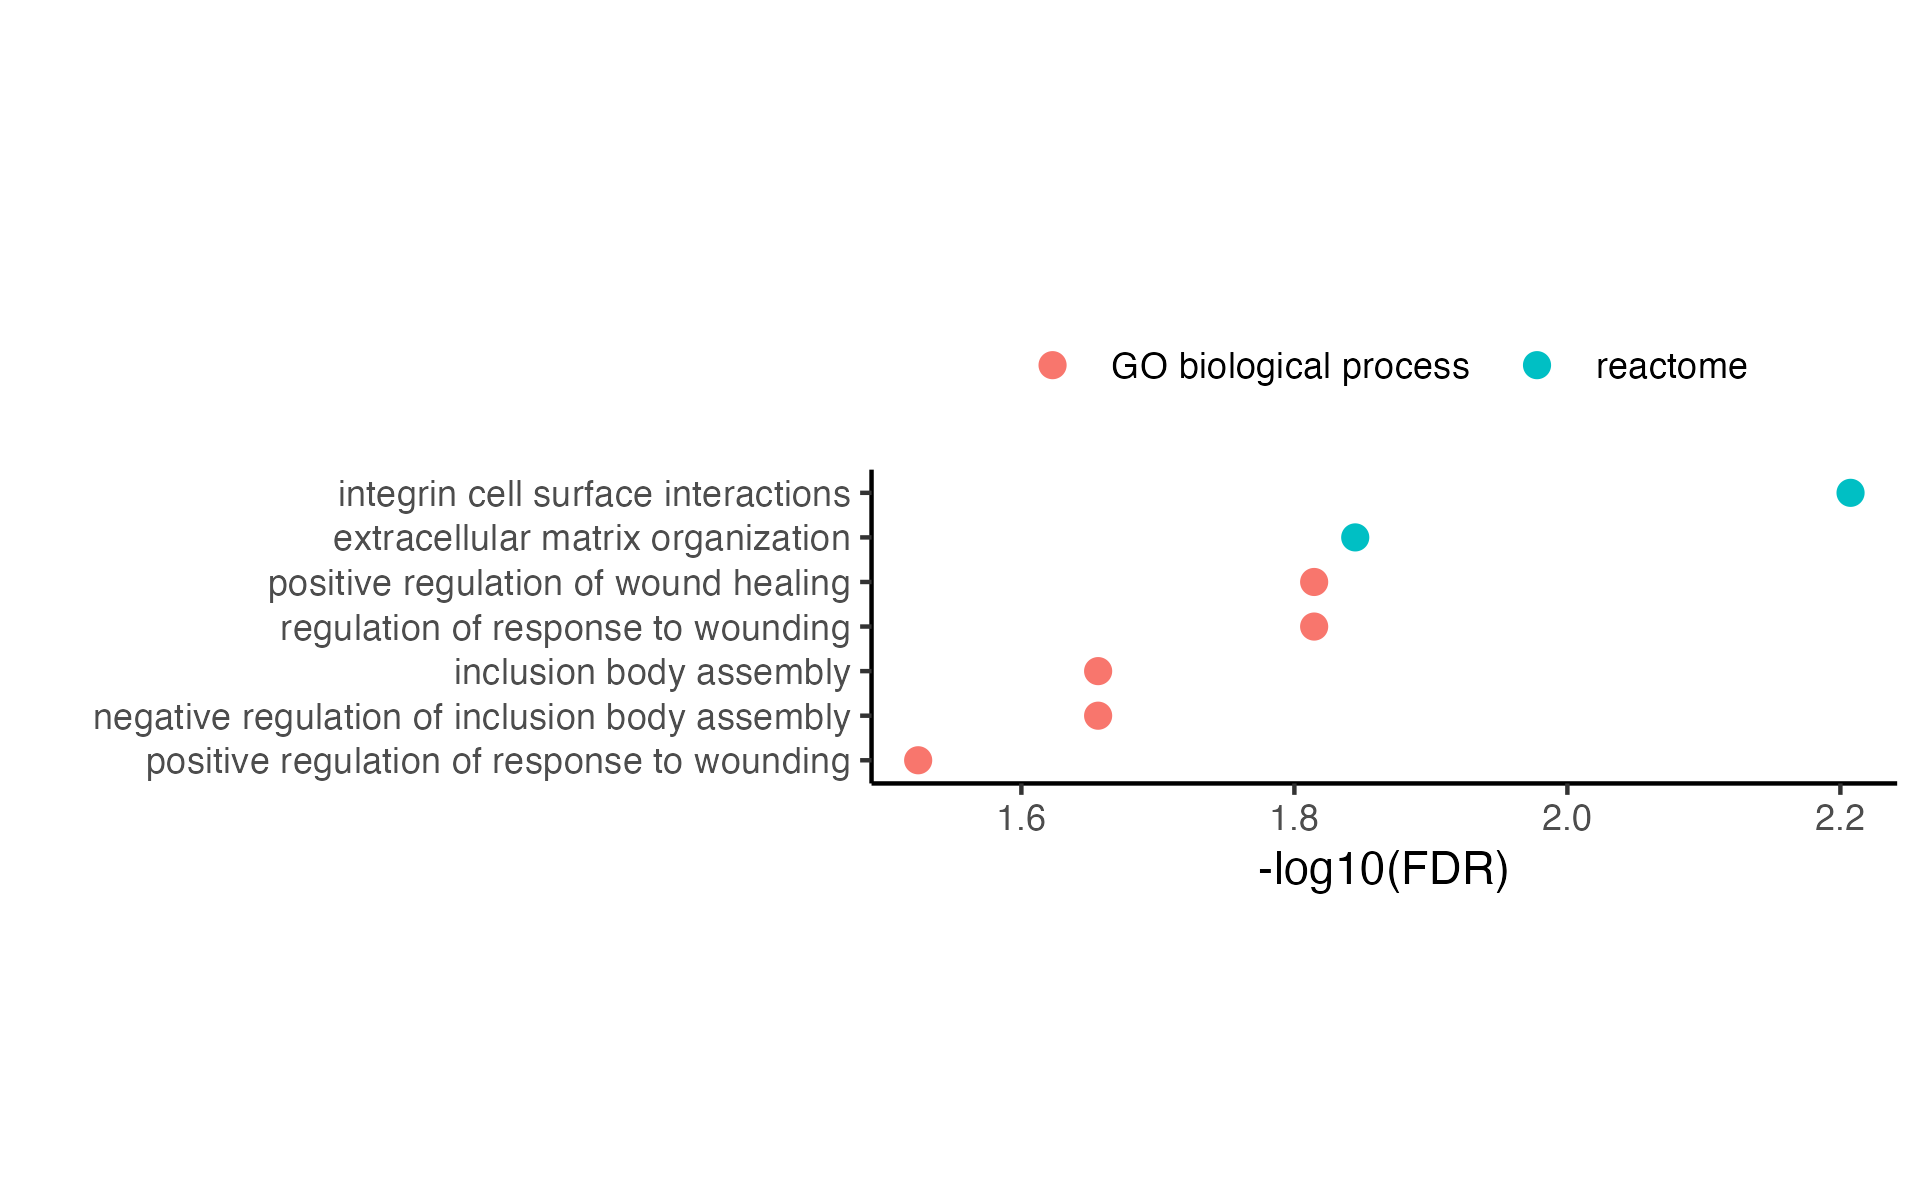 GO biological process reactome
integrin cell surface interactions
extracellular matrix organization
positive regulation of wound healing
regulation of response to wounding
inclusion body assembly
negative regulation of inclusion body assembly
positive regulation of response to wounding
1.6 1.8 2.0 2.2
-log10(FDR)